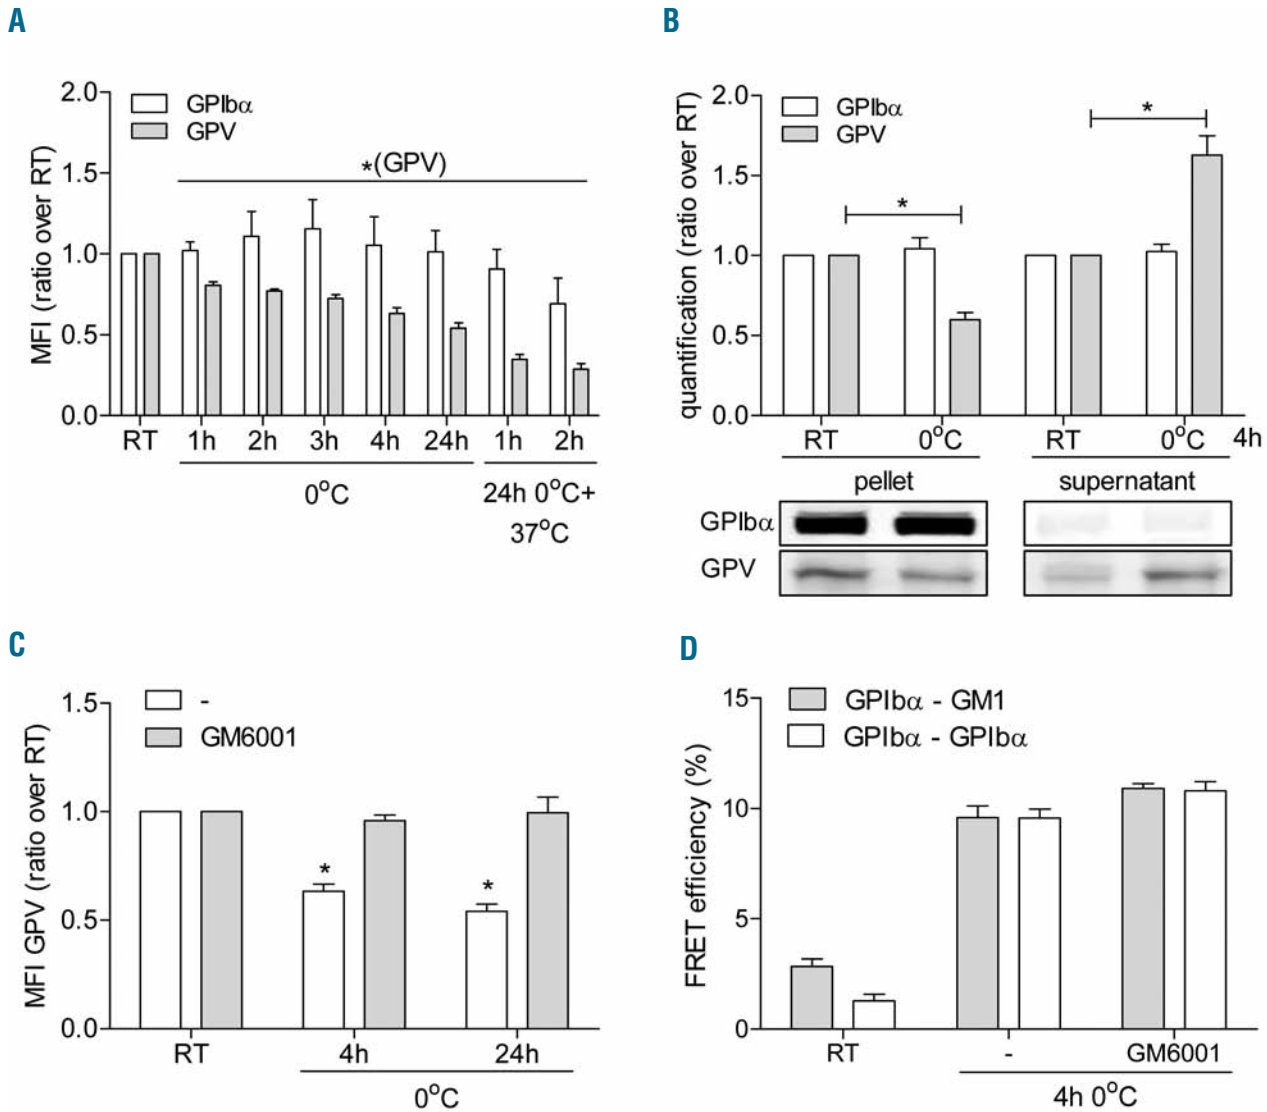 A
2.0
1.5
1.0
0.5
0.0
MFI (ratio over RT)
GPIbα
GPV
*(GPV)
RT 1h 2h 3h 4h 24h 1h 2h
0°C
24h 0°C+
37°C
B
2.0
1.5
1.0
0.5
0.0
quantification (ratio over RT)
GPIbα
GPV
*
*
RT 0°C RT 0°C 4h
pellet supernatant
GPIbα
GPV
C
1.5
1.0
0.5
0.0
MFI GPV (ratio over RT)
-
GM6001
*
*
RT 4h 24h
0°C
D
15
10
5
0
FRET efficiency (%)
GPIbα - GM1
GPIbα - GPIbα
RT - GM6001
4h 0°C